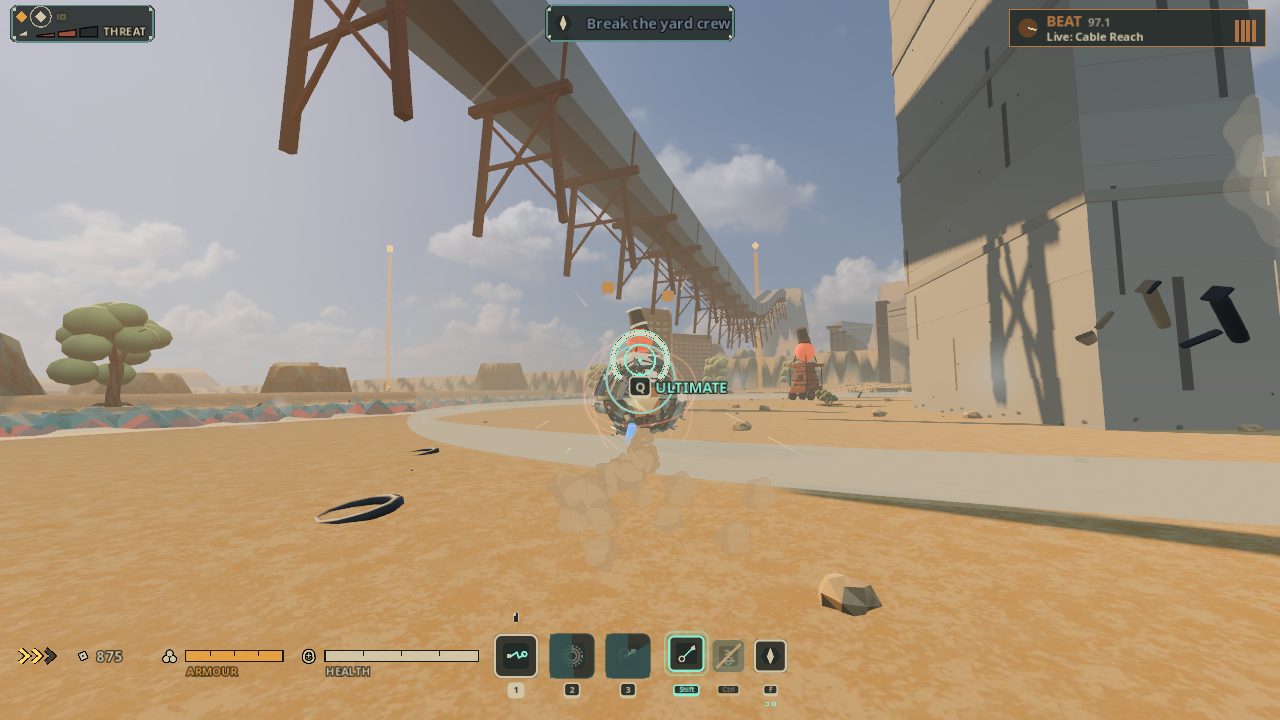 THREAT
Break the yard crew
BEAT 97.1
Live: Cable Reach
Q ULTIMATE
875
ARMOUR
HEALTH
1
2
3
Shift
Ctrl
F